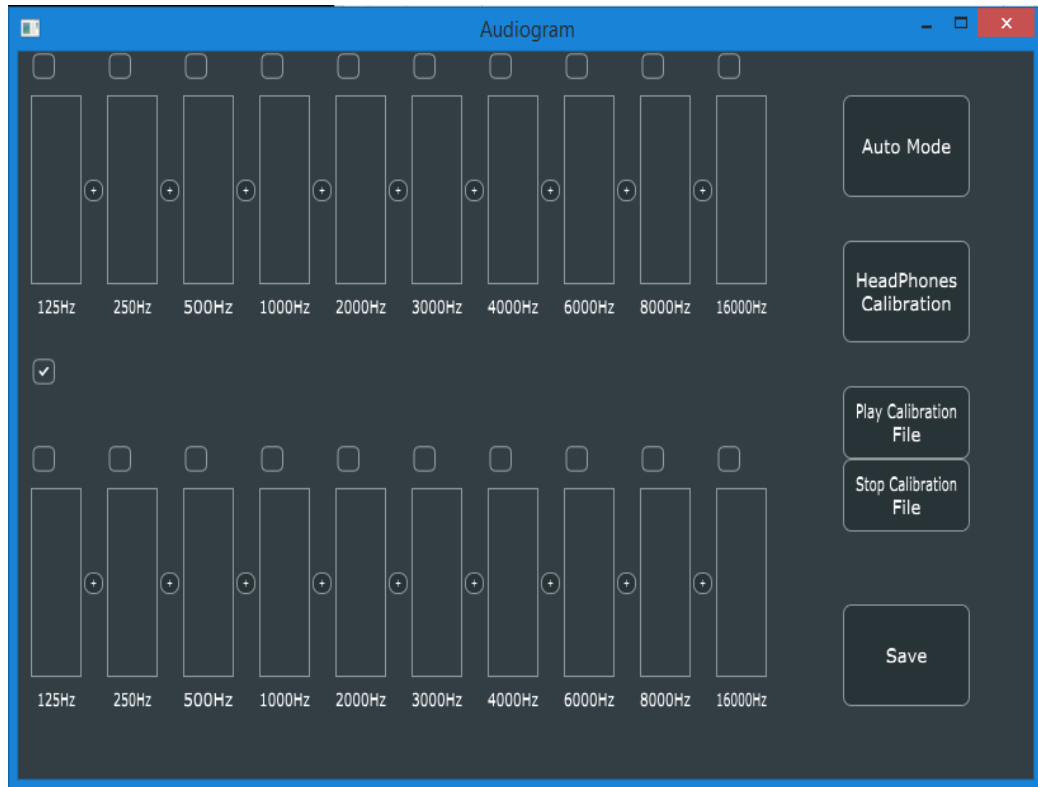 Audiogram
Auto Mode
+ + + + + + + + +
HeadPhones
Calibration
125Hz 250Hz 500Hz 1000Hz 2000Hz 3000Hz 4000Hz 6000Hz 8000Hz 16000Hz
Play Calibration
File
Stop Calibration
File
+ + + + + + + + +
Save
125Hz 250Hz 500Hz 1000Hz 2000Hz 3000Hz 4000Hz 6000Hz 8000Hz 16000Hz